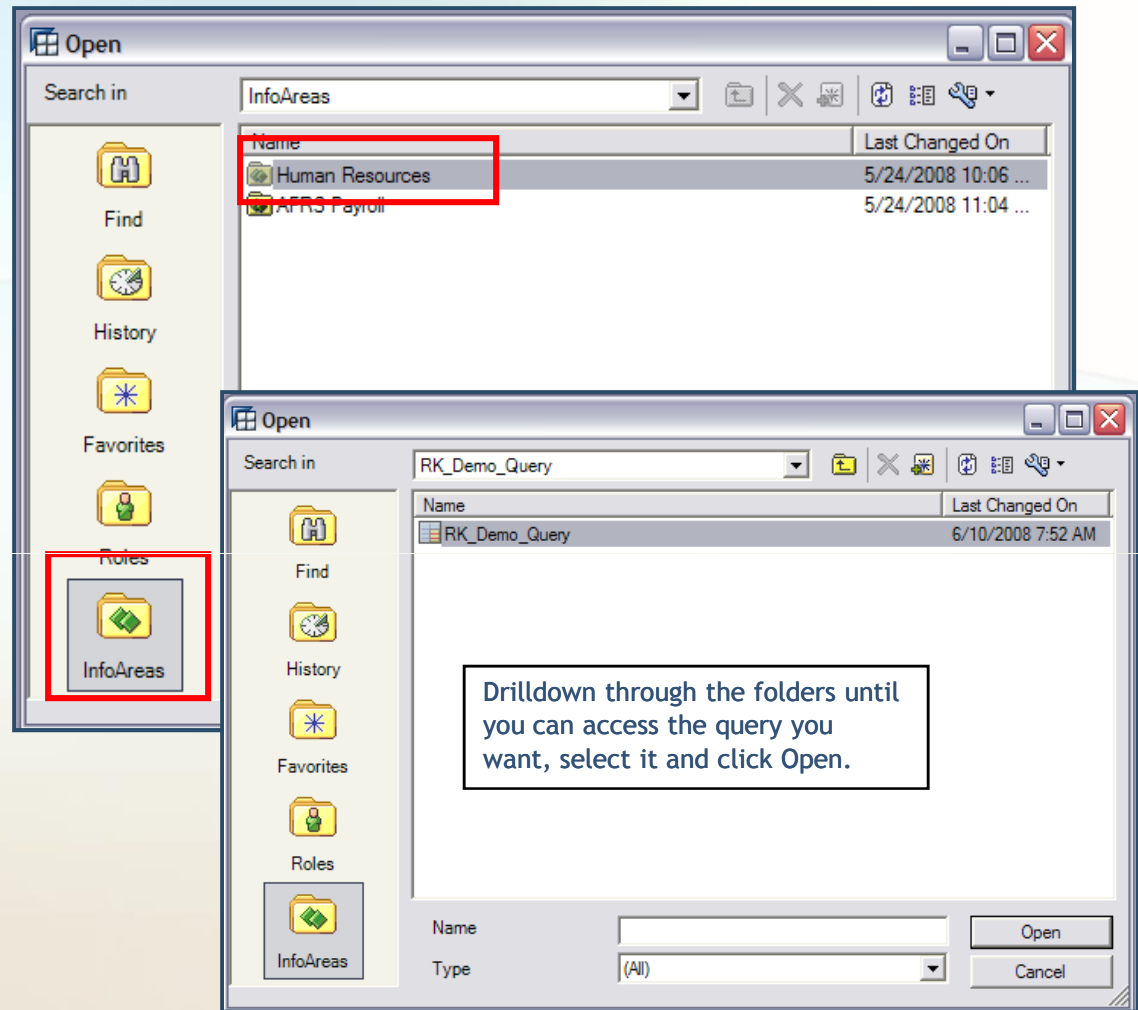 Open
Search in
InfoAreas
Name
Last Changed On
Human Resources
5/24/2008 10:06 ...
AFRS Payroll
5/24/2008 11:04 ...
Find
History
Favorites
Roles
InfoAreas
Open
Search in
RK_Demo_Query
Name
Last Changed On
RK_Demo_Query
6/10/2008 7:52 AM
Find
History
Favorites
Roles
InfoAreas
Drilldown through the folders until
you can access the query you
want, select it and click Open.
Name
Open
Type
(All)
Cancel